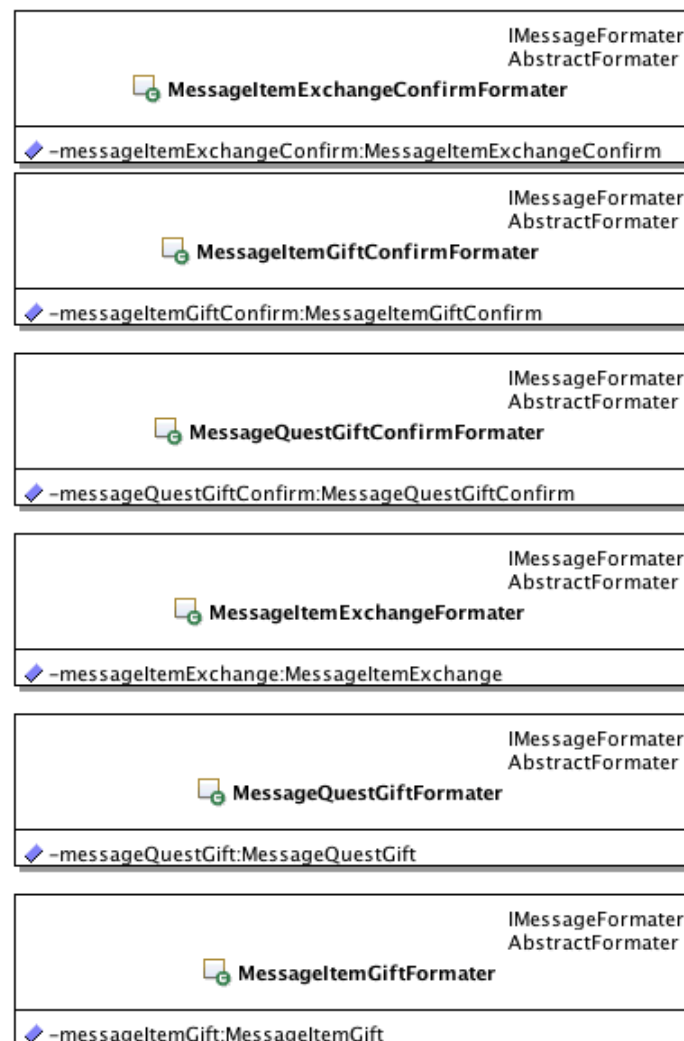 IMessageFormater
AbstractFormater
MessageItemExchangeConfirmFormater
-messageItemExchangeConfirm:MessageItemExchangeConfirm
IMessageFormater
AbstractFormater
MessageItemGiftConfirmFormater
-messageItemGiftConfirm:MessageItemGiftConfirm
IMessageFormater
AbstractFormater
MessageQuestGiftConfirmFormater
-messageQuestGiftConfirm:MessageQuestGiftConfirm
IMessageFormater
AbstractFormater
MessageItemExchangeFormater
-messageItemExchange:MessageItemExchange
IMessageFormater
AbstractFormater
MessageQuestGiftFormater
-messageQuestGift:MessageQuestGift
IMessageFormater
AbstractFormater
MessageItemGiftFormater
-messageItemGift:MessageItemGift